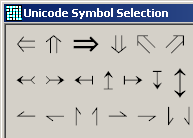 Unicode Symbol Selection
⇐ ⇑ ⇒ ⇓ ⇖ ⇗
↢ ↣ ↤ ↥ ↦ ↧ ↨
↼ ⇀ ↿ ↾ ↽ ⇁ ⇃ ⇂